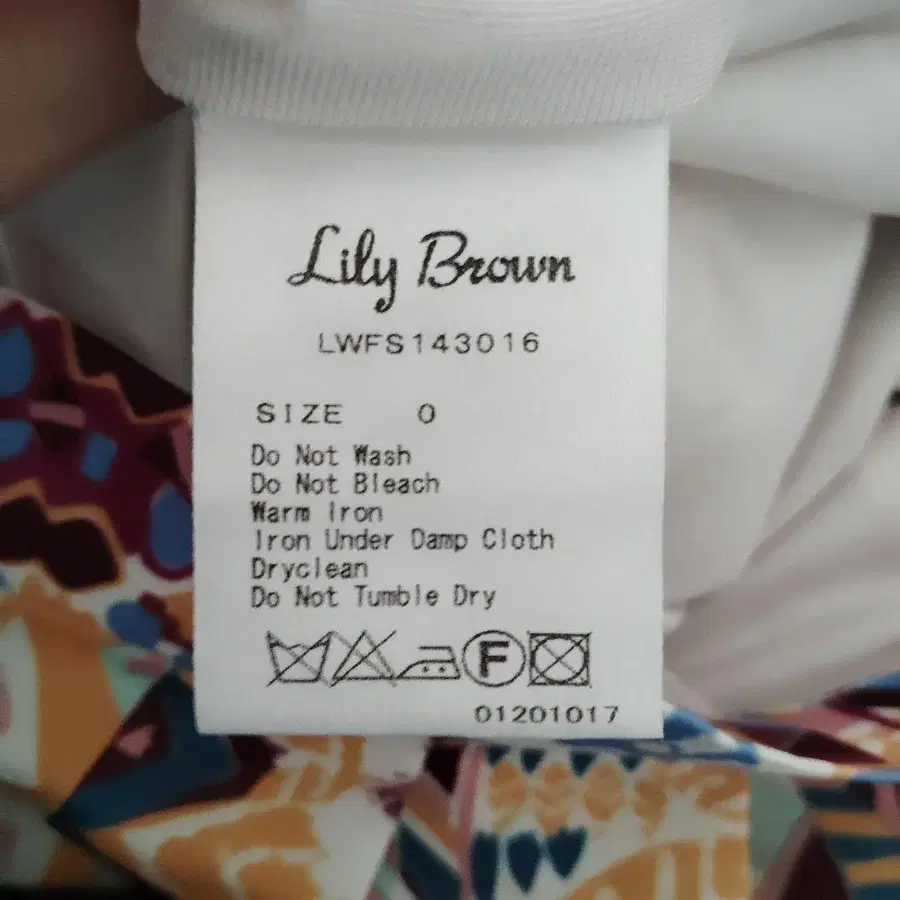 Lily Brown
LWFS143016
SIZE 0
Do Not Wash
Do Not Bleach
Warm Iron
Iron Under Damp Cloth
Dryclean
Do Not Tumble Dry
F
01201017